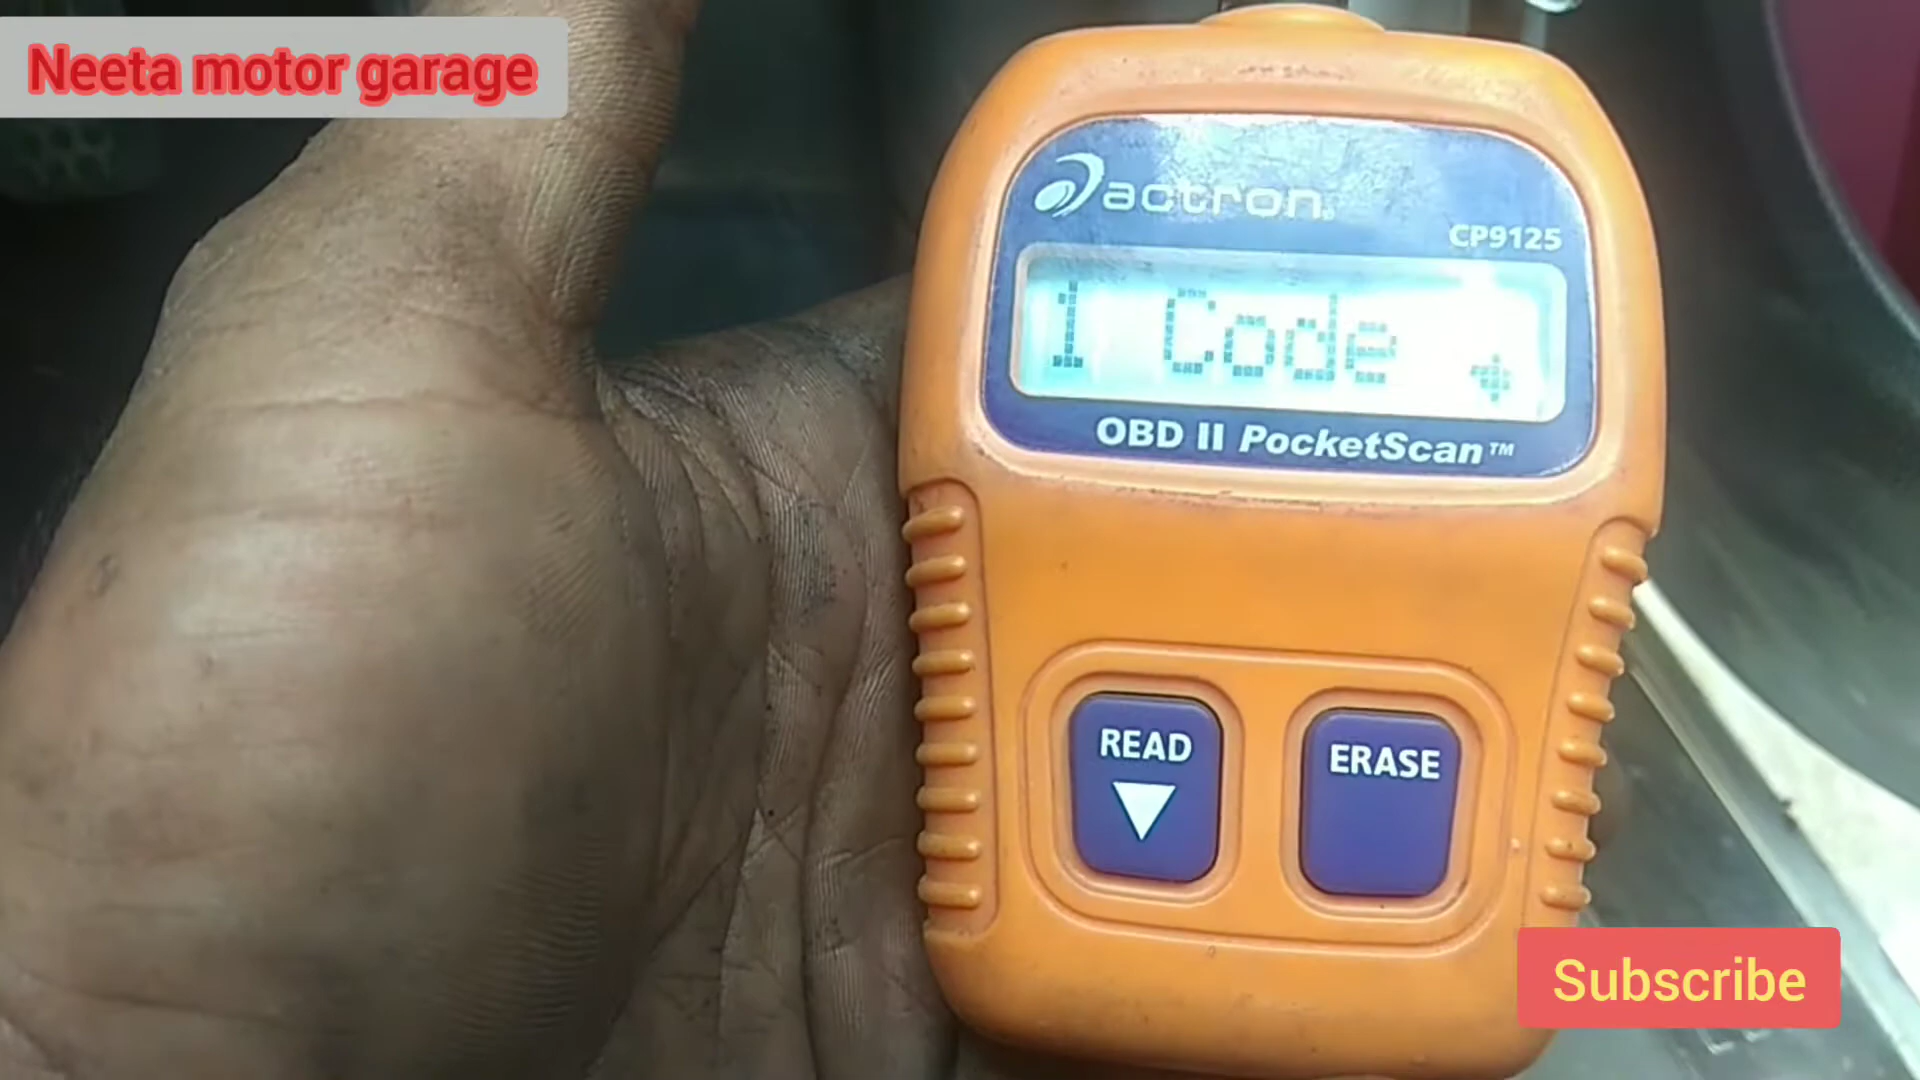 Neeta motor garage
actron
CP9125
1 Code
OBD II PocketScan™
READ
ERASE
Subscribe